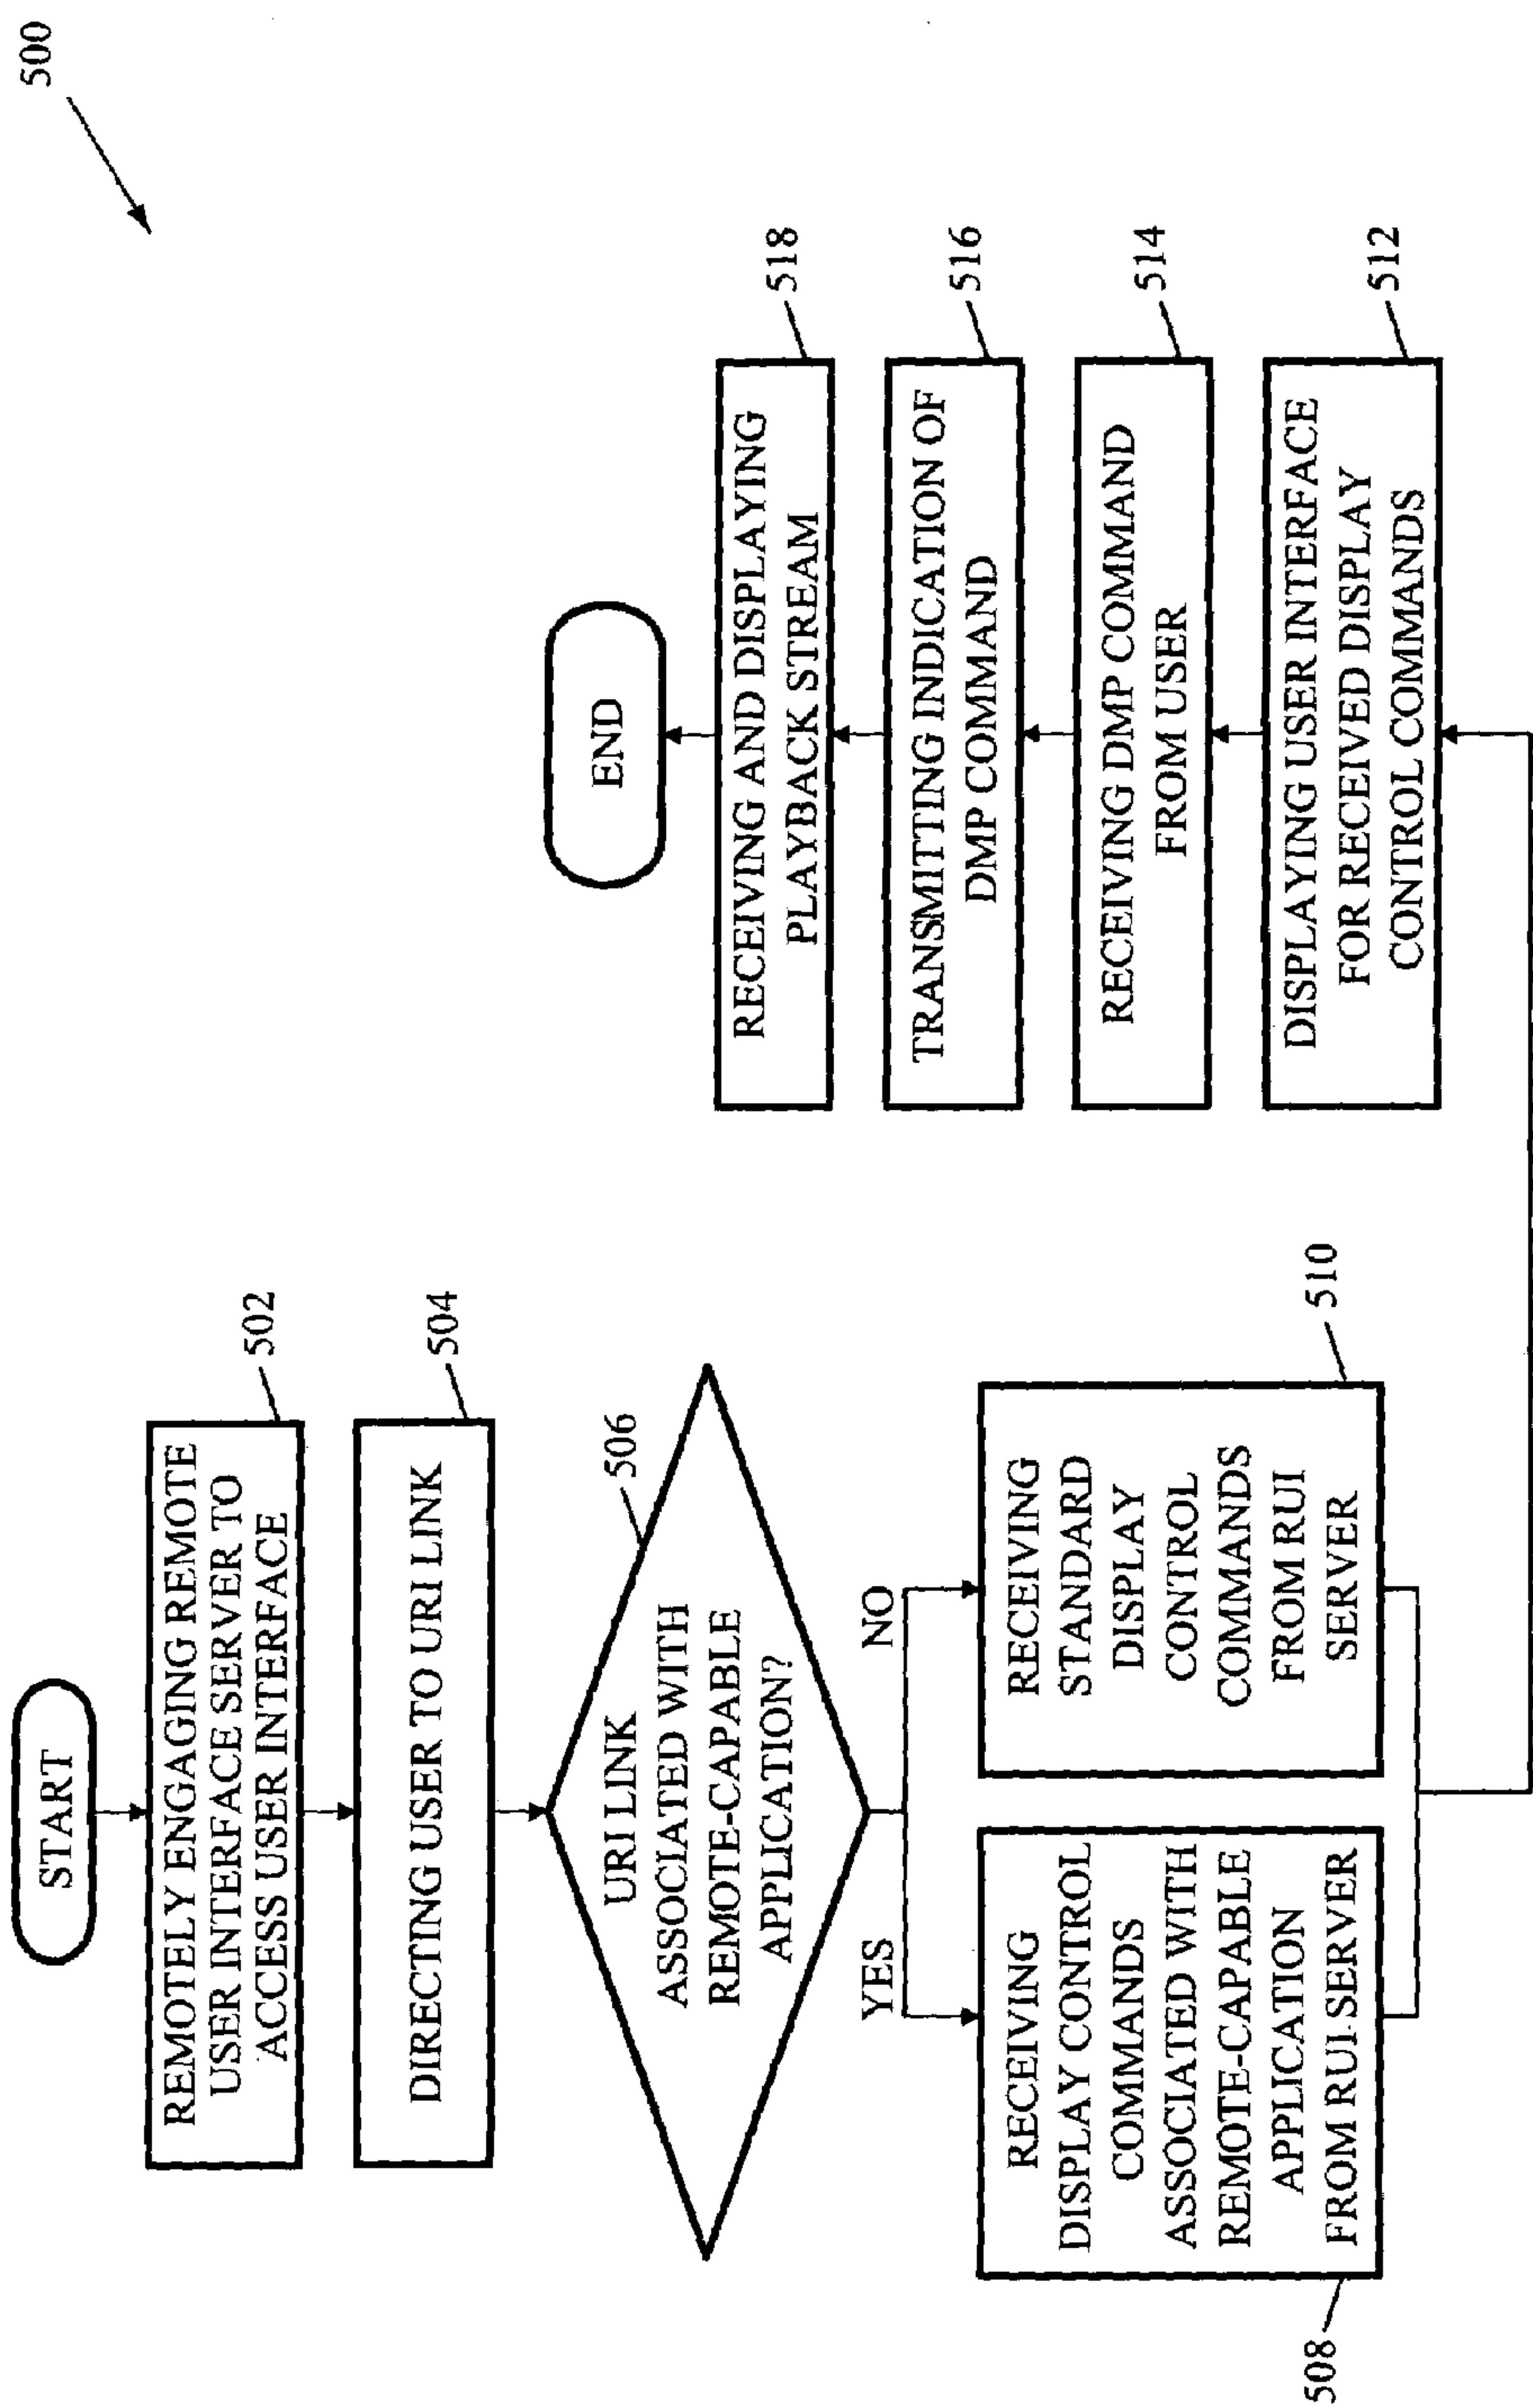 500
START
REMOTELY ENGAGING REMOTE
USER INTERFACE SERVER TO
ACCESS USER INTERFACE
502
DIRECTING USER TO URI LINK
504
URI LINK
ASSOCIATED WITH
REMOTE-CAPABLE
APPLICATION?
506
YES
NO
RECEIVING
DISPLAY CONTROL
COMMANDS
ASSOCIATED WITH
REMOTE-CAPABLE
APPLICATION
FROM RUI SERVER
508
RECEIVING
STANDARD
DISPLAY
CONTROL
COMMANDS
FROM RUI
SERVER
510
DISPLAYING USER INTERFACE
FOR RECEIVED DISPLAY
CONTROL COMMANDS
512
RECEIVING DMP COMMAND
FROM USER
514
TRANSMITTING INDICATION OF
DMP COMMAND
516
RECEIVING AND DISPLAYING
PLAYBACK STREAM
518
END